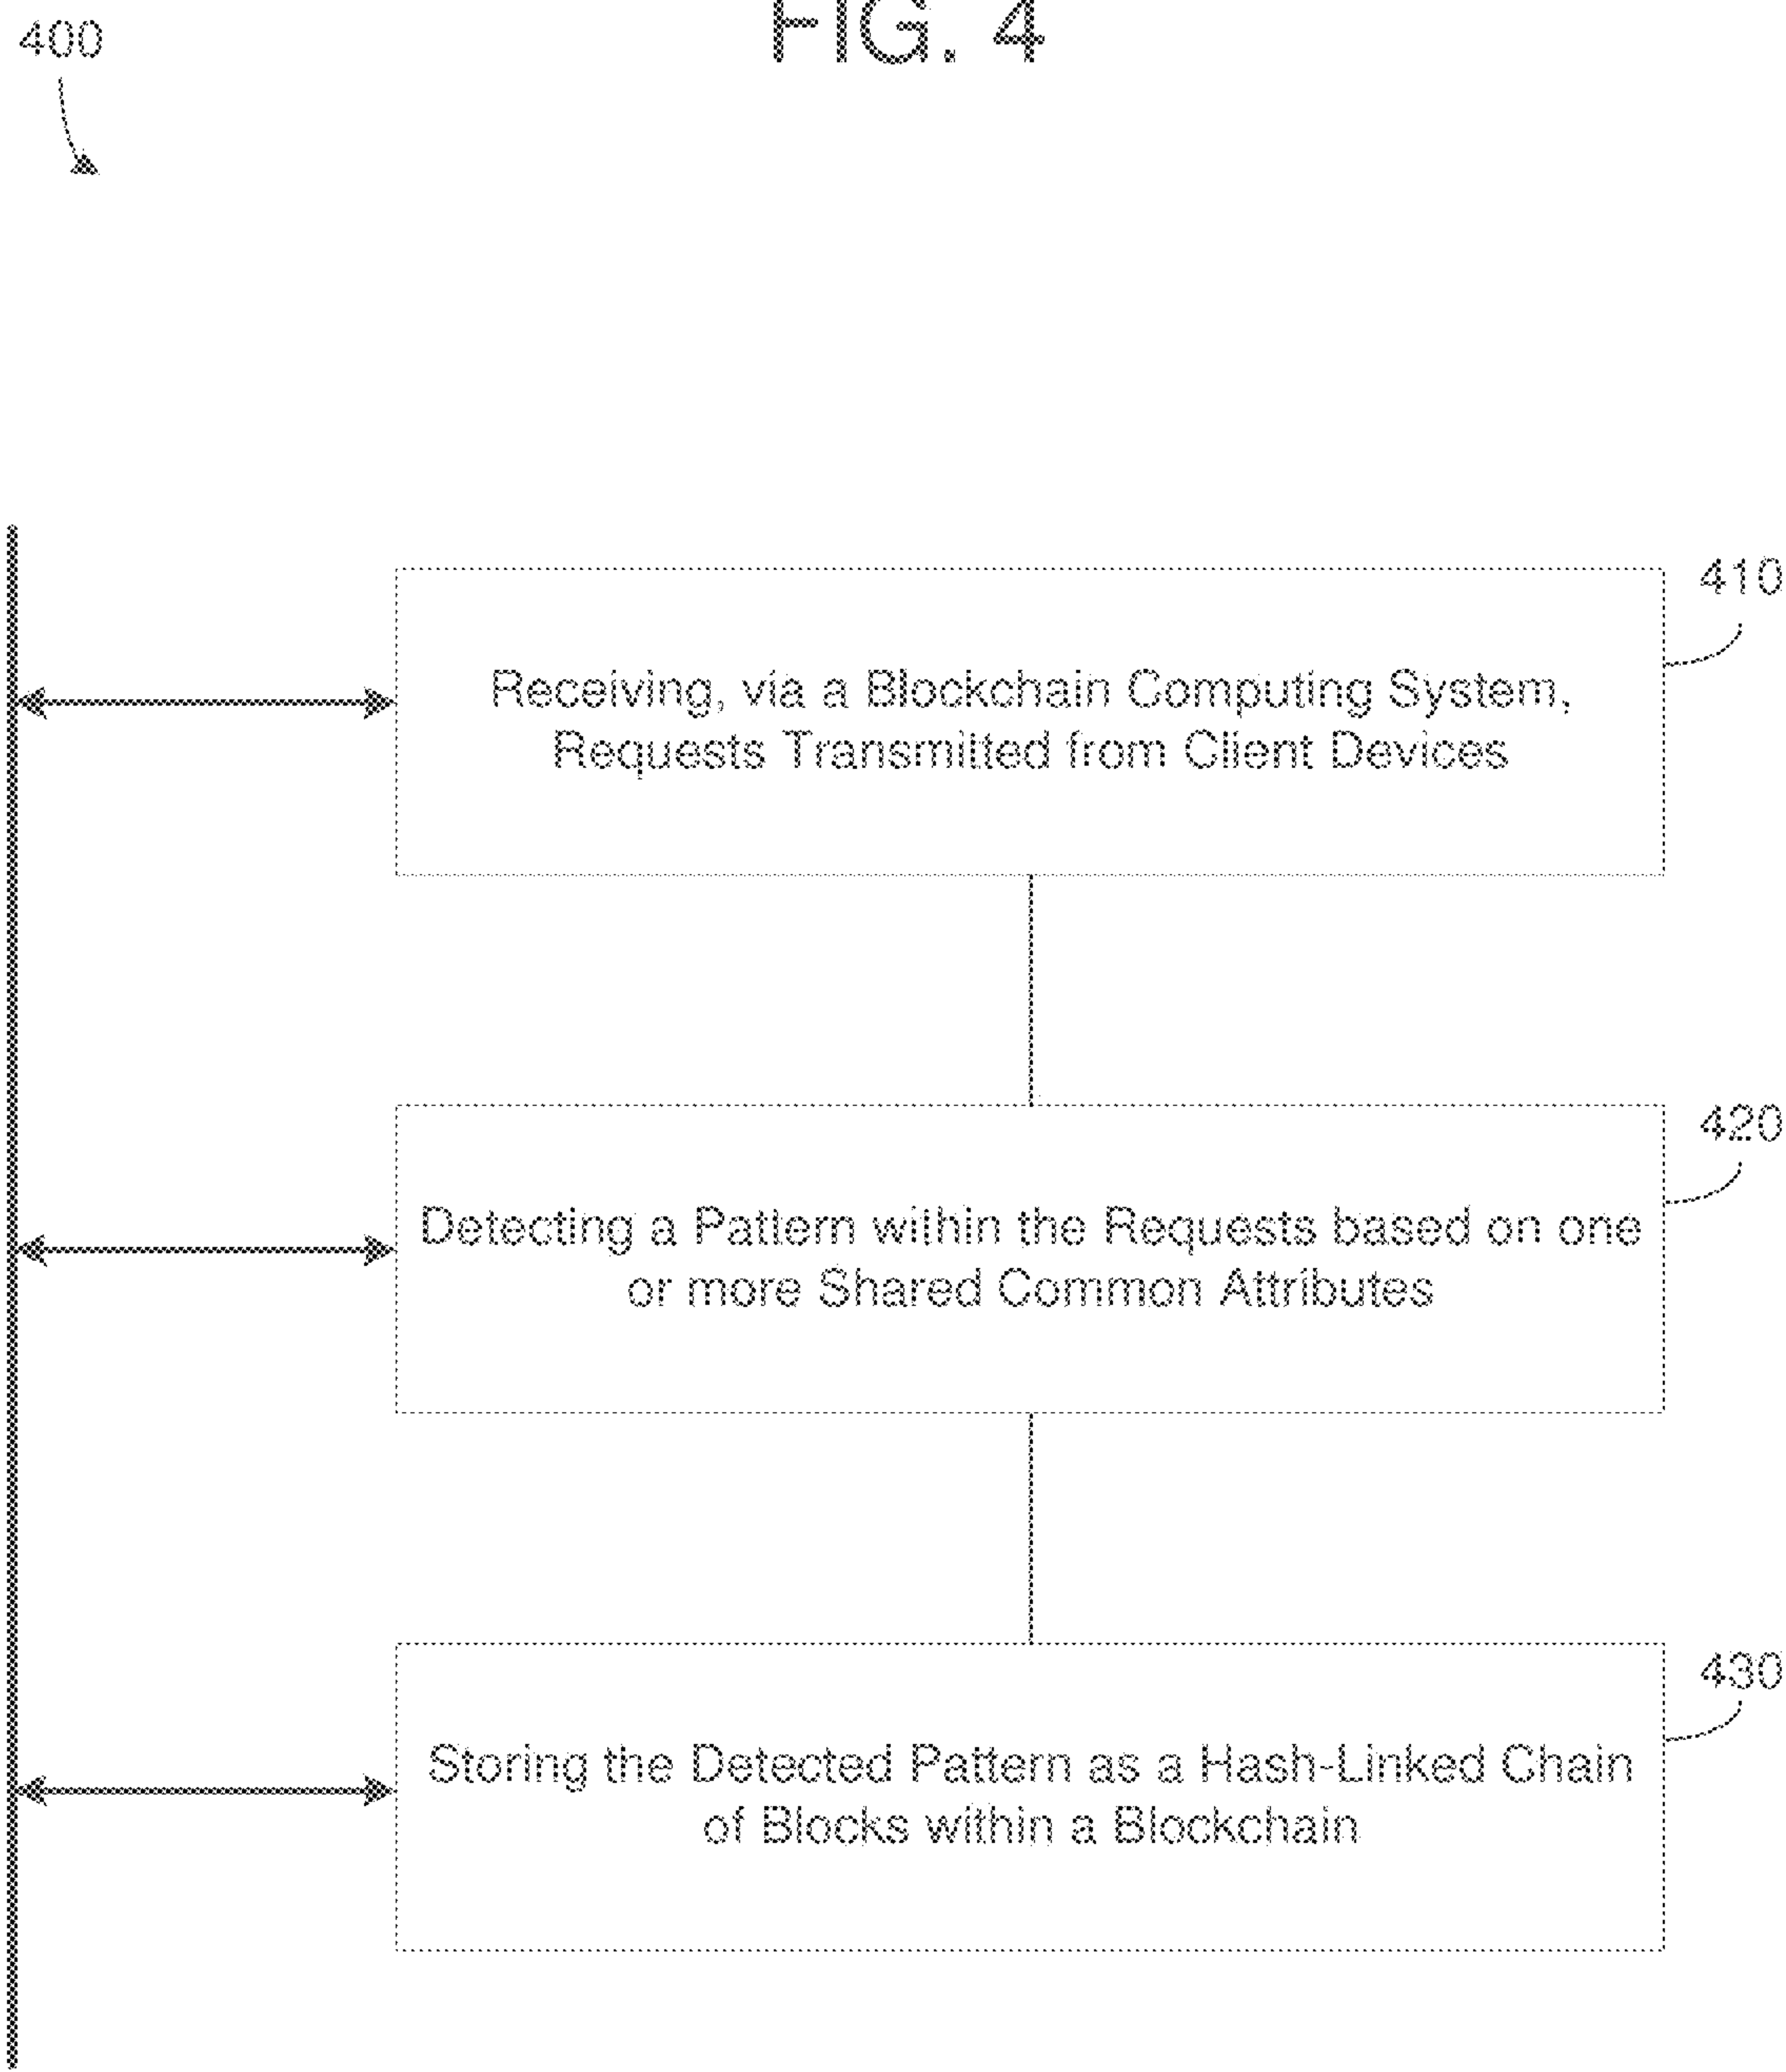 FIG. 4
400
410
Receiving, via a Blockchain Computing System,
Requests Transmitted from Client Devices
420
Detecting a Pattern within the Requests based on one
or more Shared Common Attributes
430
Storing the Detected Pattern as a Hash-Linked Chain
of Blocks within a Blockchain